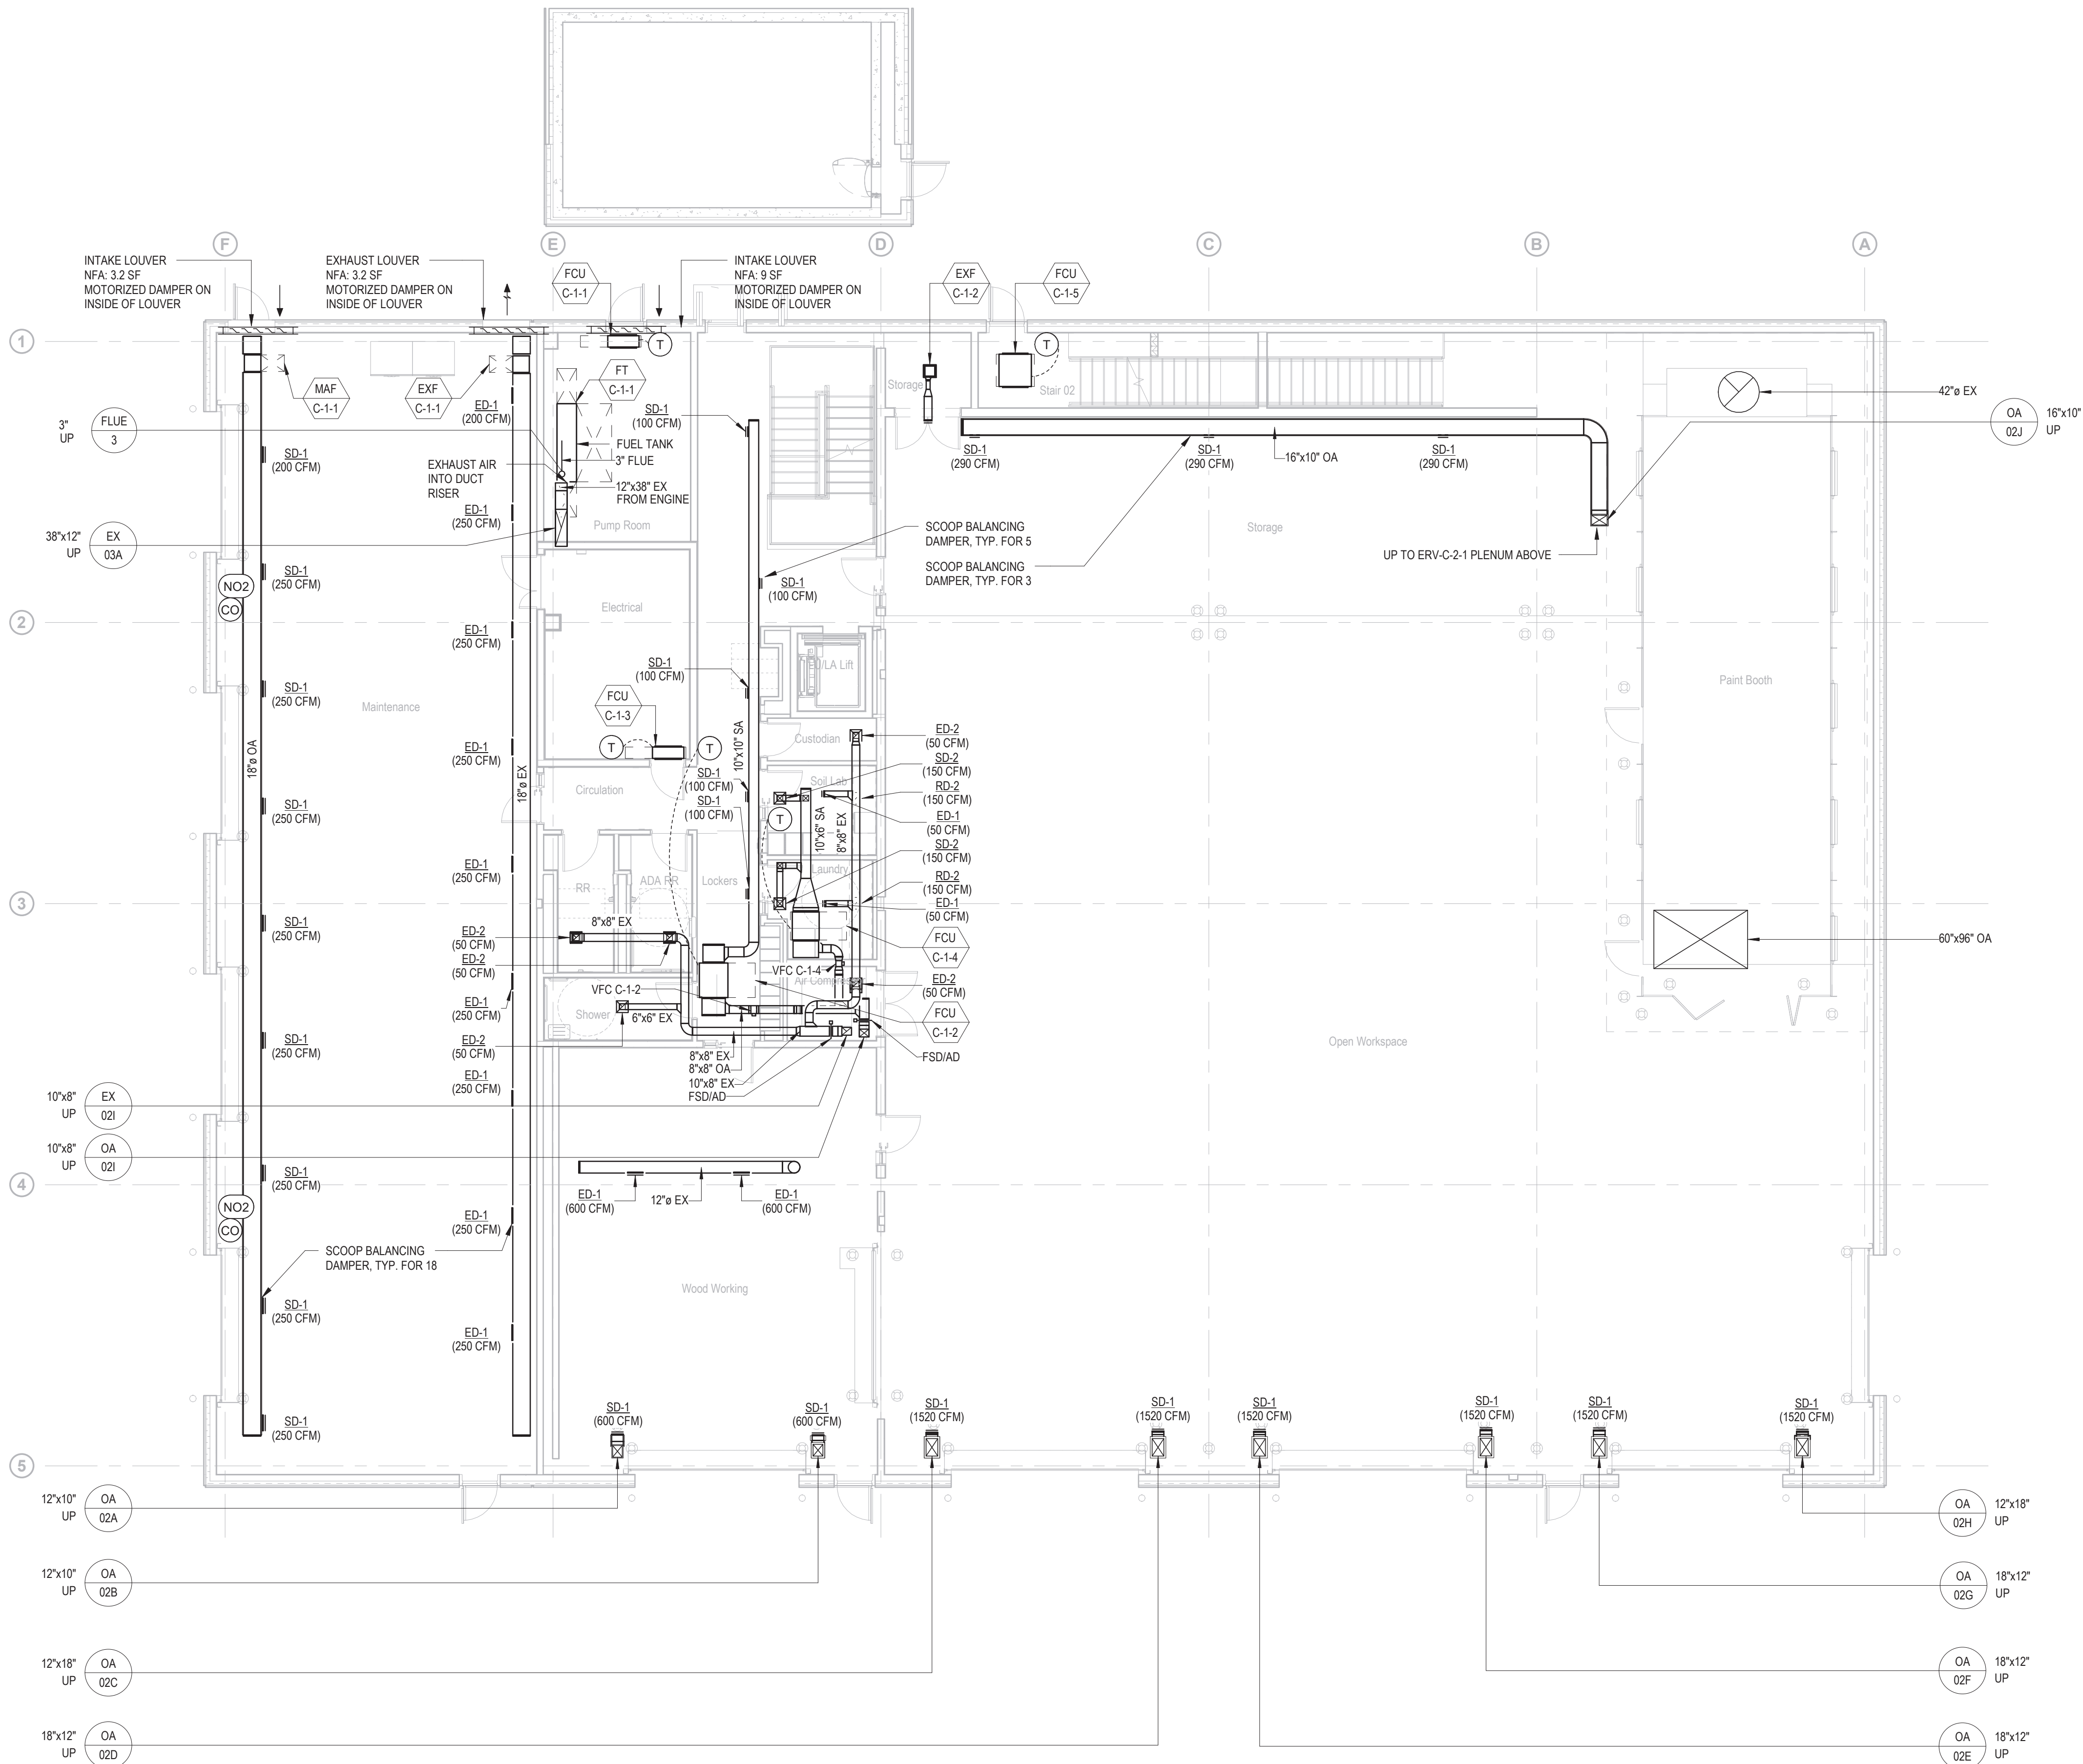 F
E
D
C
B
A
INTAKE LOUVER
NFA: 3.2 SF
MOTORIZED DAMPER ON
INSIDE OF LOUVER
EXHAUST LOUVER
NFA: 3.2 SF
MOTORIZED DAMPER ON
INSIDE OF LOUVER
FCU
C-1-1
INTAKE LOUVER
NFA: 9 SF
MOTORIZED DAMPER ON
INSIDE OF LOUVER
EXF
C-1-2
FCU
C-1-5
1
T
T
MAF
C-1-1
EXF
C-1-1
FT
C-1-1
Storage
Stair 02
42"ø EX
OA
02J
16"x10"
UP
3"
UP
FLUE
3
ED-1
(200 CFM)
SD-1
(100 CFM)
SD-1
(200 CFM)
FUEL TANK
3" FLUE
EXHAUST AIR
INTO DUCT
RISER
12"x38" EX
FROM ENGINE
SD-1
(290 CFM)
SD-1
(290 CFM)
16"x10" OA
SD-1
(290 CFM)
ED-1
(250 CFM)
Pump Room
SCOOP BALANCING
DAMPER, TYP. FOR 5
Storage
38"x12"
UP
EX
03A
SCOOP BALANCING
DAMPER, TYP. FOR 3
UP TO ERV-C-2-1 PLENUM ABOVE
NO2
CO
SD-1
(250 CFM)
SD-1
(100 CFM)
Electrical
2
ED-1
(250 CFM)
SD-1
(100 CFM)
LU/LA Lift
Paint Booth
SD-1
(250 CFM)
Maintenance
FCU
C-1-3
T
T
10"x10" SA
Custodian
ED-2
(50 CFM)
18"ø OA
ED-1
(250 CFM)
18"ø EX
SD-2
(150 CFM)
SD-1
(100 CFM)
Soil Lab
RD-2
(150 CFM)
Circulation
SD-1
(250 CFM)
SD-1
(100 CFM)
T
10"x6" SA
8"x8" EX
ED-1
(50 CFM)
SD-2
(150 CFM)
ED-1
(250 CFM)
RR
ADA RR
Lockers
Laundry
RD-2
(150 CFM)
3
ED-1
(50 CFM)
SD-1
(250 CFM)
8"x8" EX
ED-2
(50 CFM)
ED-2
(50 CFM)
FCU
C-1-4
60"x96" OA
VFC C-1-4
Air Compres
ED-2
(50 CFM)
ED-1
(250 CFM)
VFC C-1-2
Shower
6"x6" EX
FCU
C-1-2
SD-1
(250 CFM)
ED-2
(50 CFM)
Open Workspace
8"x8" EX
8"x8" OA
10"x8" EX
FSD/AD
FSD/AD
ED-1
(250 CFM)
10"x8"
UP
EX
02I
10"x8"
UP
OA
02I
SD-1
(250 CFM)
4
NO2
CO
ED-1
(600 CFM)
12"ø EX
ED-1
(600 CFM)
ED-1
(250 CFM)
SCOOP BALANCING
DAMPER, TYP. FOR 18
Wood Working
SD-1
(250 CFM)
ED-1
(250 CFM)
SD-1
(250 CFM)
SD-1
(600 CFM)
SD-1
(600 CFM)
SD-1
(1520 CFM)
SD-1
(1520 CFM)
SD-1
(1520 CFM)
SD-1
(1520 CFM)
SD-1
(1520 CFM)
SD-1
(1520 CFM)
5
12"x10"
UP
OA
02A
OA
02H
12"x18"
UP
12"x10"
UP
OA
02B
OA
02G
18"x12"
UP
12"x18"
UP
OA
02C
OA
02F
18"x12"
UP
18"x12"
UP
OA
02D
OA
02E
18"x12"
UP